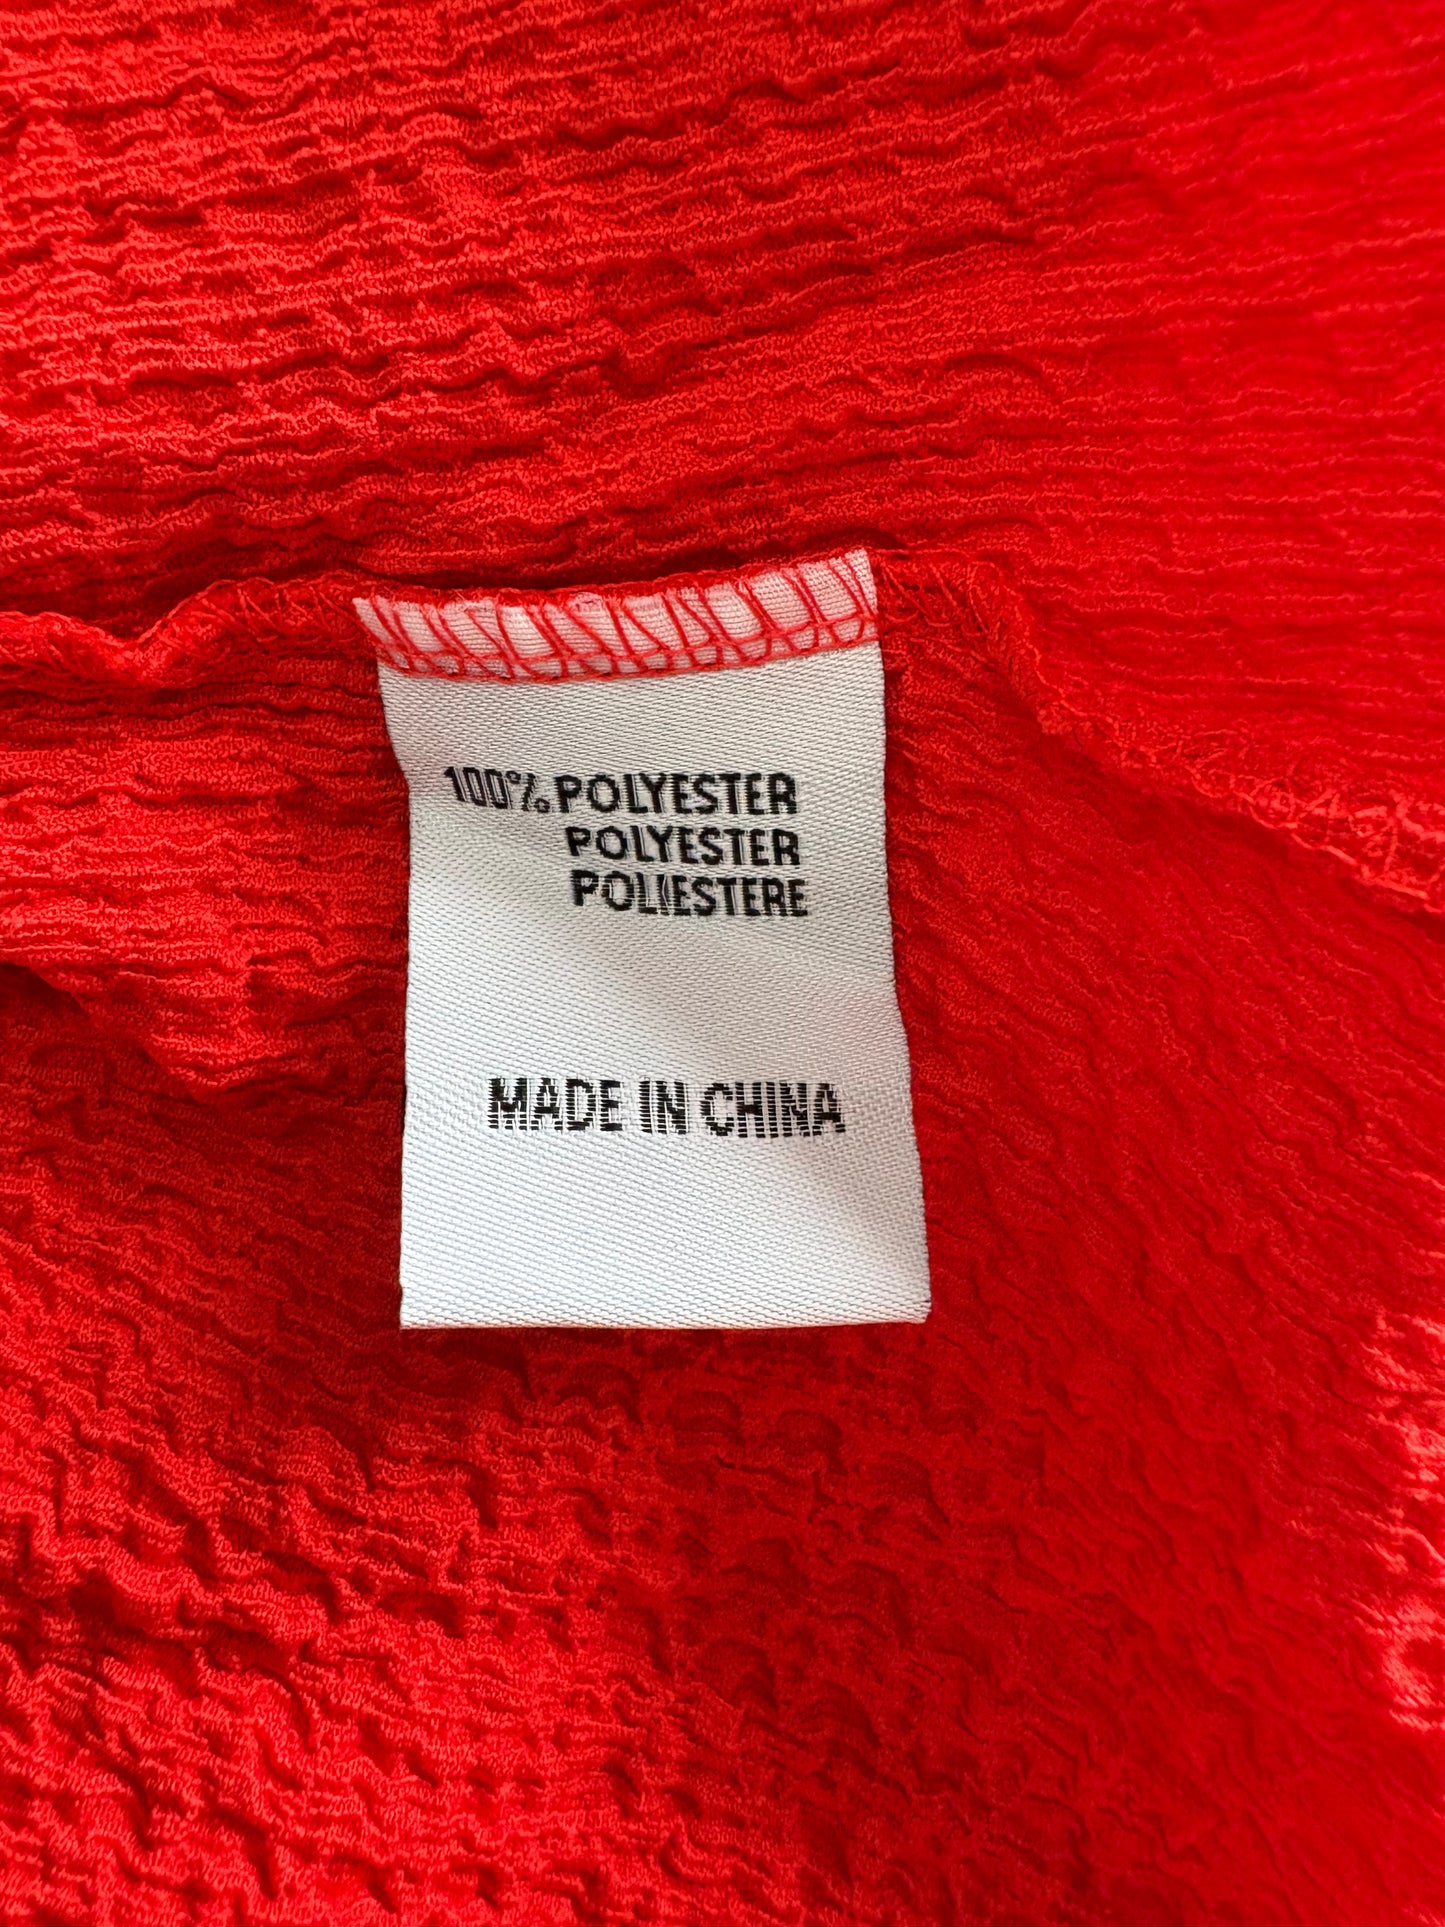 100% POLYESTER
POLYESTER
POLIESTERE
MADE IN CHINA